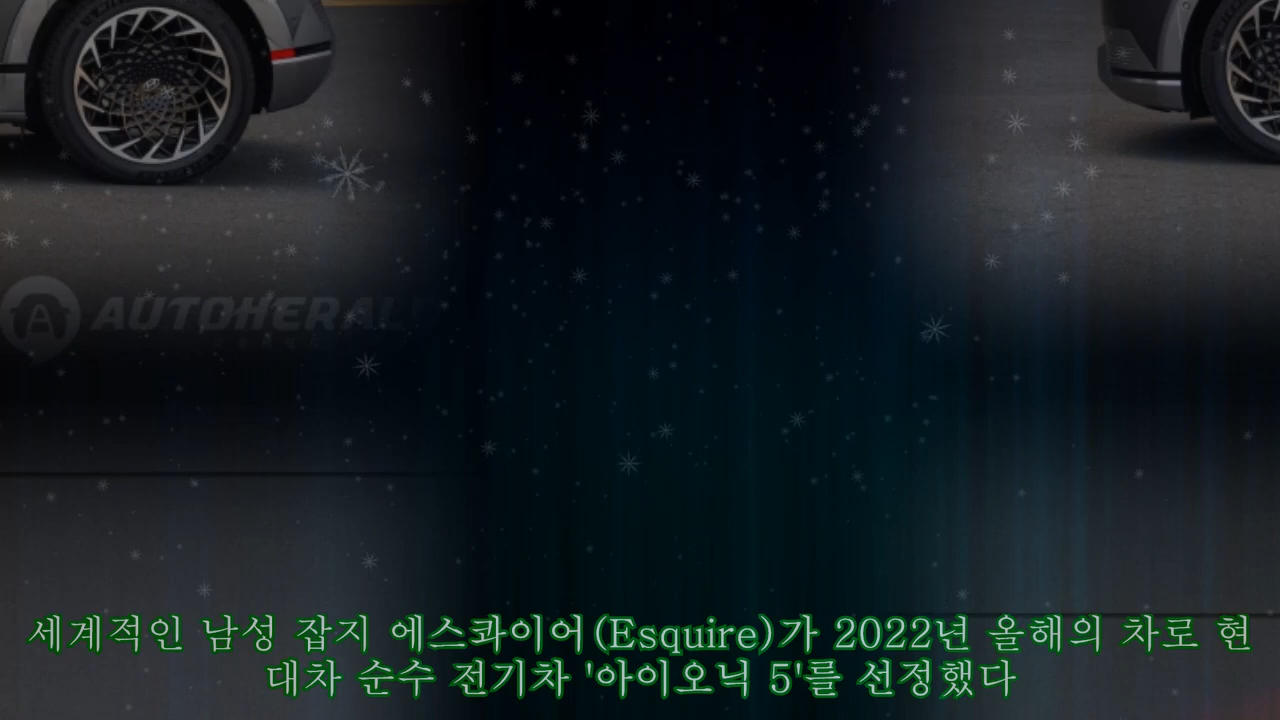 AUTOHERALD
세계적인 남성 잡지 에스콰이어(Esquire)가 2022년 올해의 차로 현
대차 순수 전기차 '아이오닉 5'를 선정했다